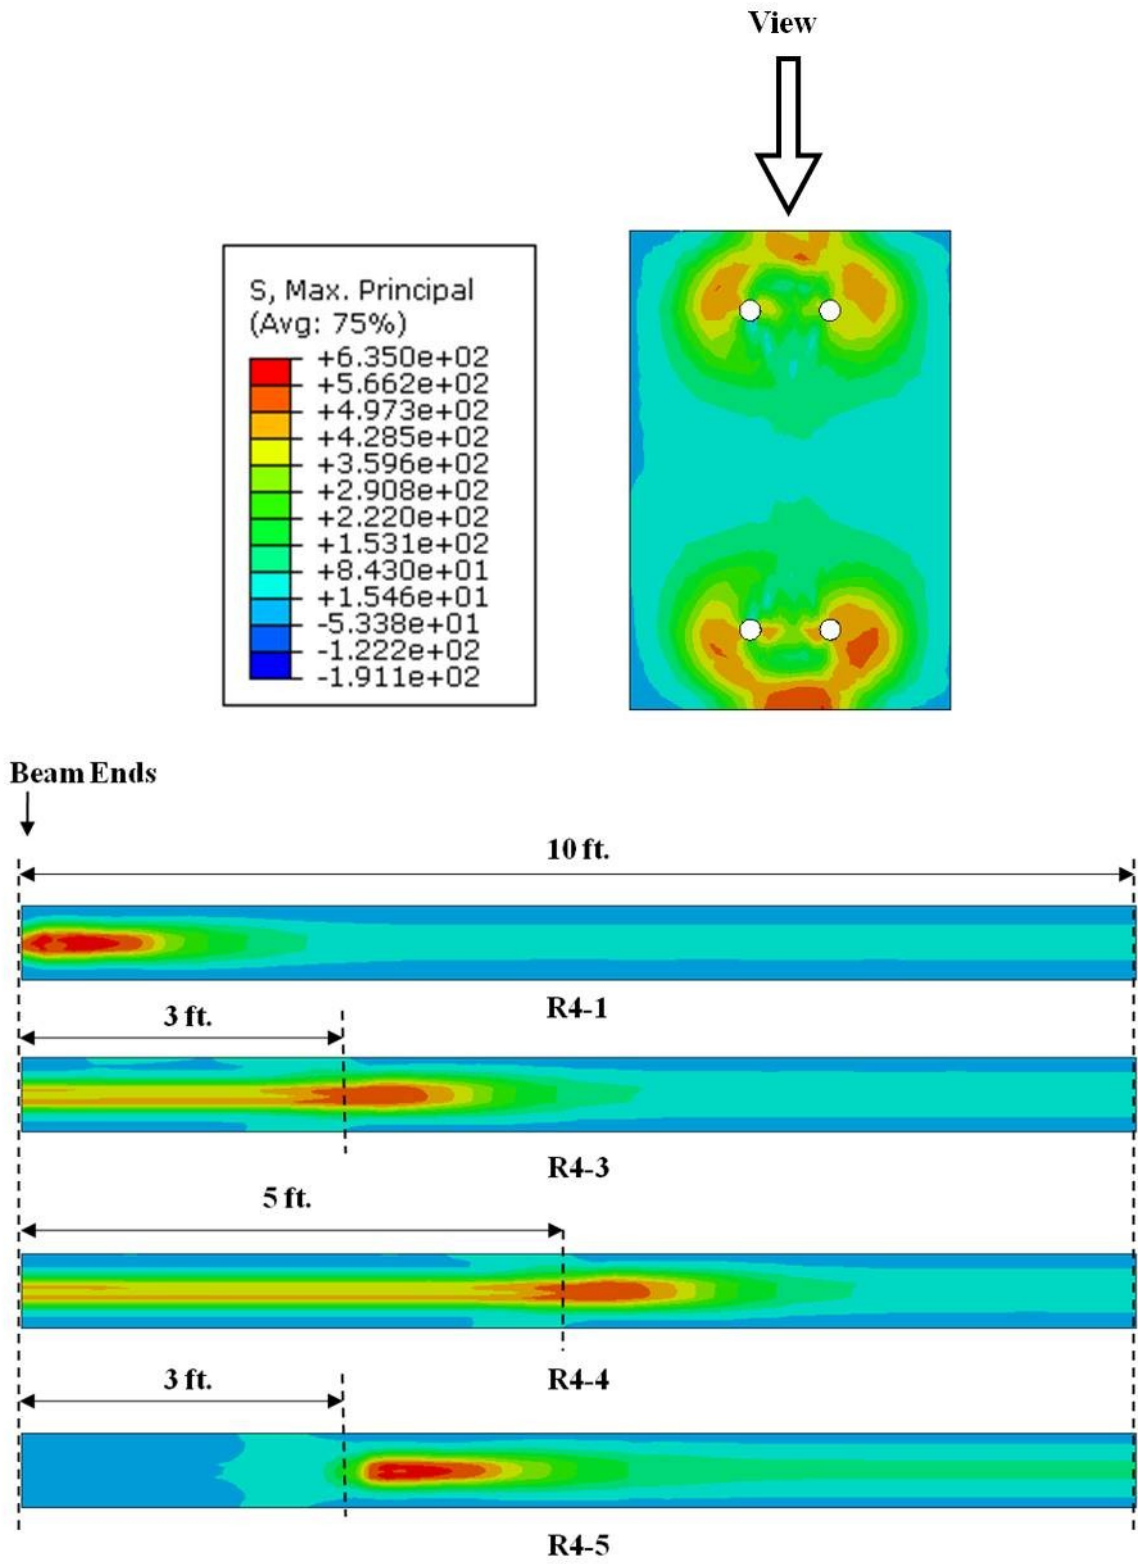 View
S, Max. Principal
(Avg: 75%)
+6.350e+02
+5.662e+02
+4.973e+02
+4.285e+02
+3.596e+02
+2.908e+02
+2.220e+02
+1.531e+02
+8.430e+01
+1.546e+01
-5.338e+01
-1.222e+02
-1.911e+02
Beam Ends
10 ft.
R4-1
3 ft.
R4-3
5 ft.
R4-4
3 ft.
R4-5